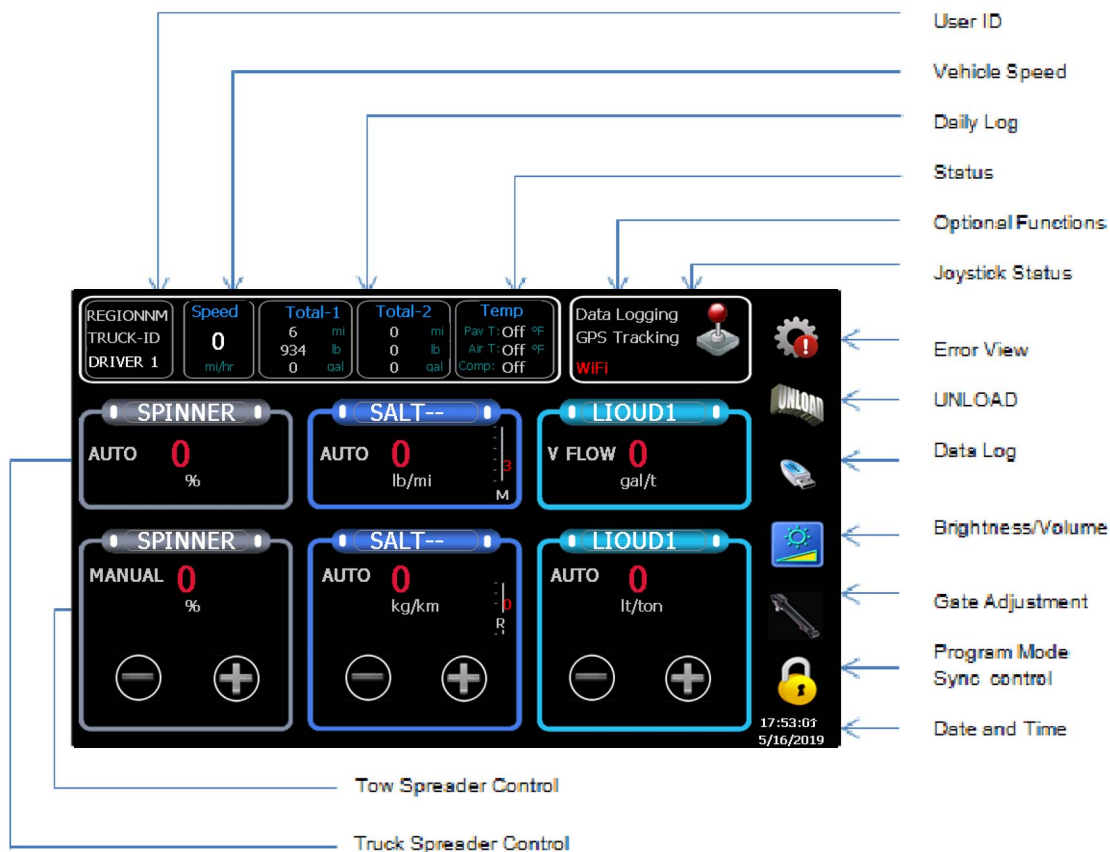 User ID
Vehicle Speed
Daily Log
Status
Optional Functions
Joystick Status
REGIONNM
TRUCK-ID
DRIVER 1
Speed
0
mi/hr
Total-1
6 mi
934 lb
0 gal
Total-2
0 mi
0 lb
0 gal
Temp
Pav T: Off °F
Air T: Off °F
Comp: Off
Data Logging
GPS Tracking
WiFi
Error View
UNLOAD
UNLOAD
Data Log
Brightness/Volume
Gate Adjustment
Program Mode
Sync control
17:53:01
5/16/2019
Date and Time
SPINNER
AUTO 0
%
SALT--
AUTO 0
lb/mi
3
M
LIOUD1
V FLOW 0
gal/t
SPINNER
MANUAL 0
%
SALT--
AUTO 0
kg/km
0
R
LIOUD1
AUTO 0
lt/ton
Tow Spreader Control
Truck Spreader Control